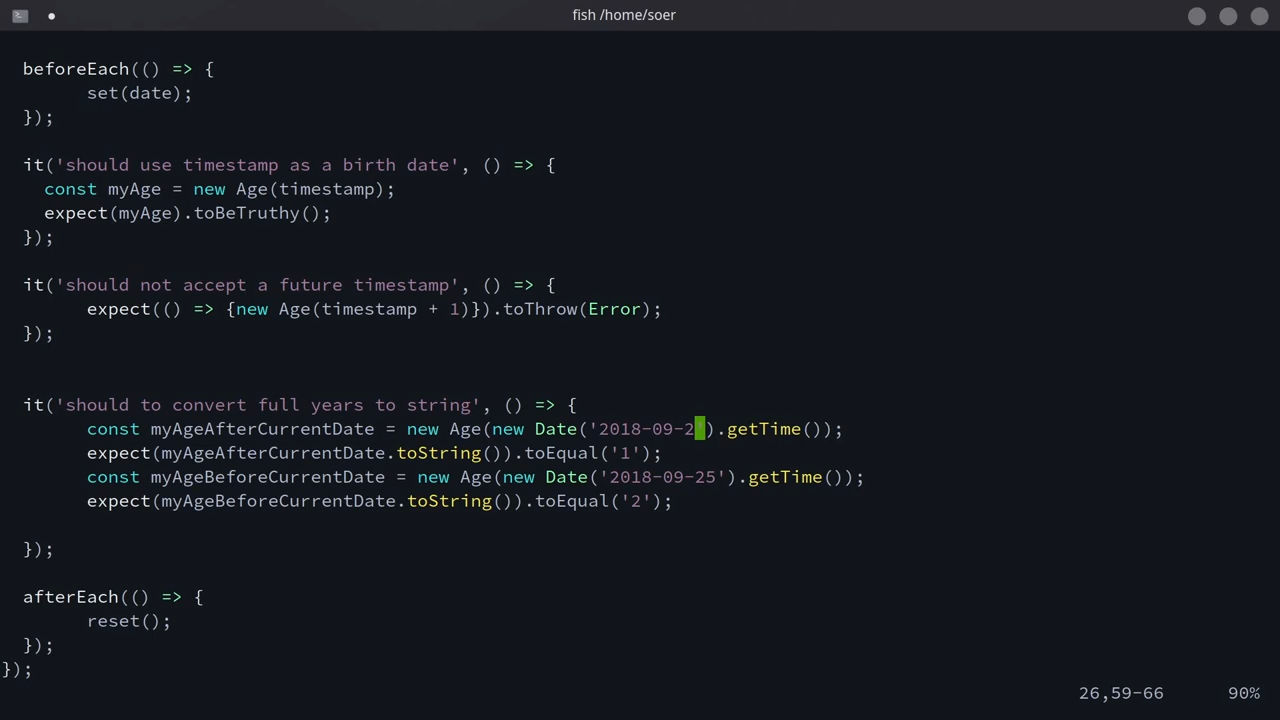 fish /home/soer
beforeEach(() => {
set(date);
});
it('should use timestamp as a birth date', () => {
const myAge = new Age(timestamp);
expect(myAge).toBeTruthy();
});
it('should not accept a future timestamp', () => {
expect(() => {new Age(timestamp + 1)}).toThrow(Error);
});
it('should to convert full years to string', () => {
const myAgeAfterCurrentDate = new Age(new Date('2018-09-2').getTime());
expect(myAgeAfterCurrentDate.toString()).toEqual('1');
const myAgeBeforeCurrentDate = new Age(new Date('2018-09-25').getTime());
expect(myAgeBeforeCurrentDate.toString()).toEqual('2');
});
afterEach(() => {
reset();
});
});
26,59-66 90%